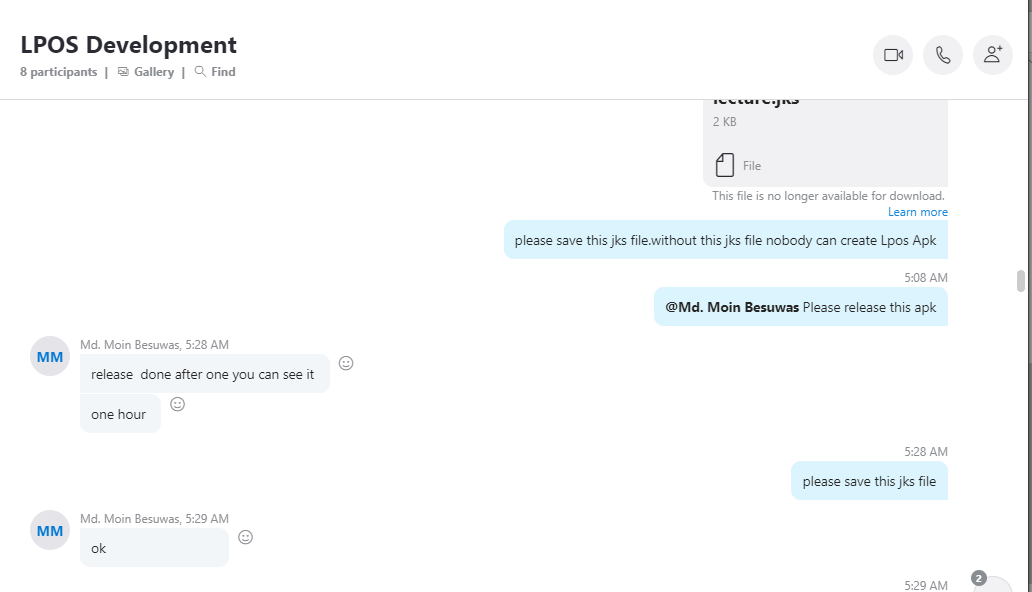 LPOS Development
8 participants | Gallery | Find
lecture.jks
2 KB
File
This file is no longer available for download.
Learn more
please save this jks file.without this jks file nobody can create Lpos Apk
5:08 AM
@Md. Moin Besuwas Please release this apk
Md. Moin Besuwas, 5:28 AM
MM
release done after one you can see it
one hour
5:28 AM
please save this jks file
Md. Moin Besuwas, 5:29 AM
MM
ok
5:29 AM
2